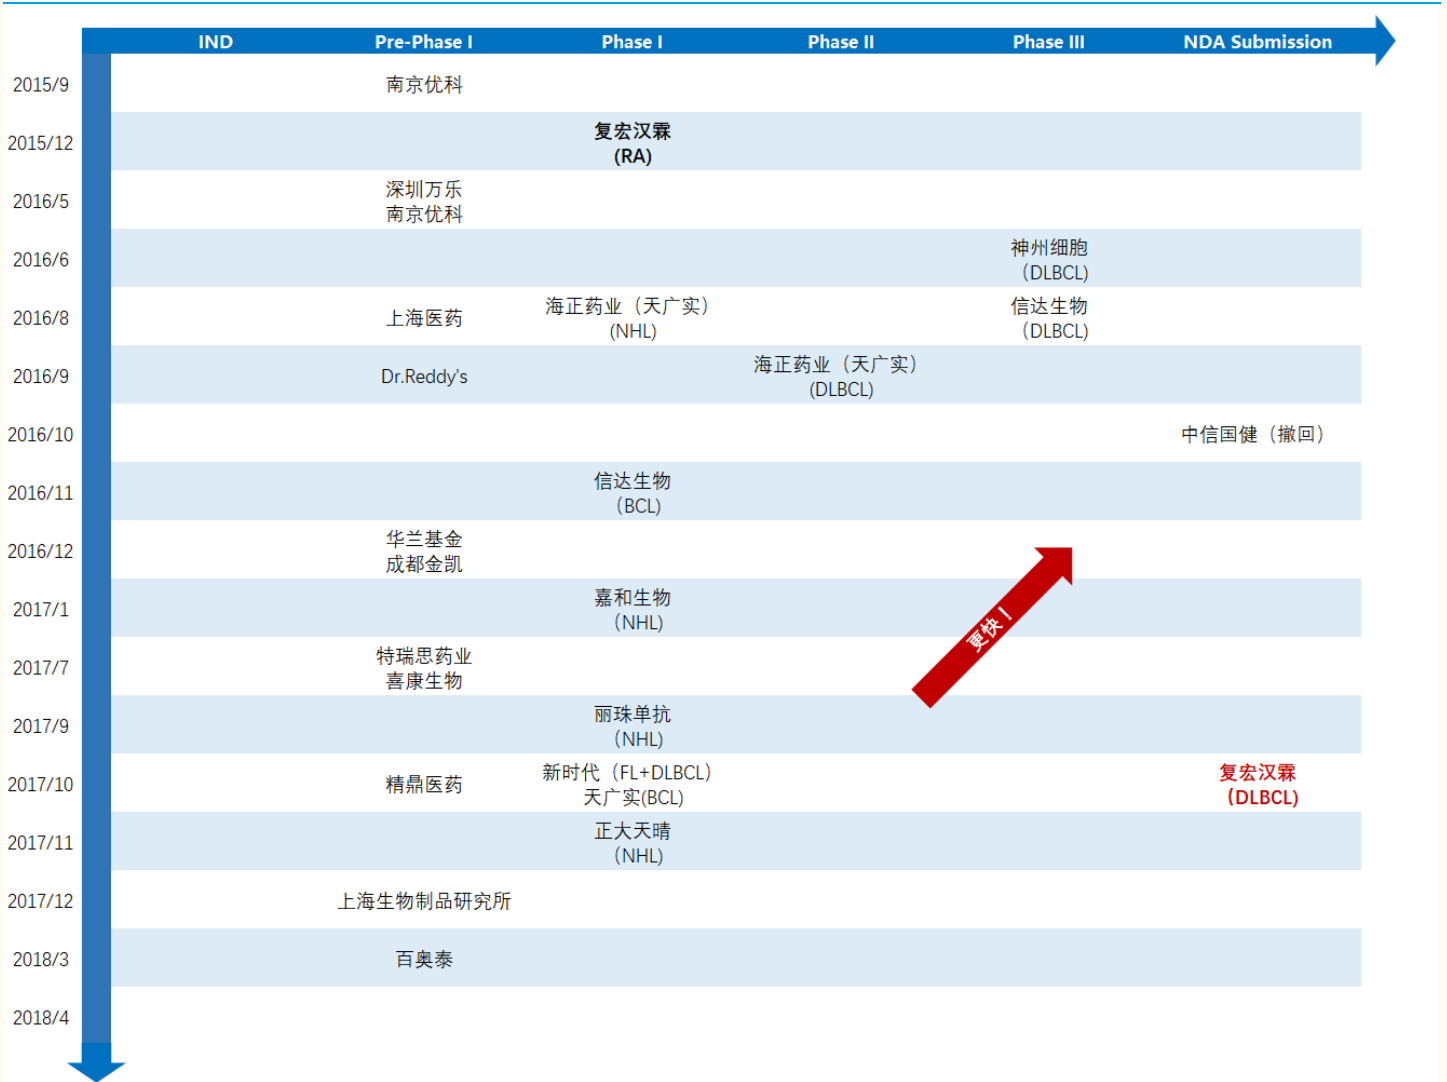 IND Pre-Phase I Phase I Phase II Phase III NDA Submission
2015/9 南京优科
2015/12 复宏汉霖
(RA)
2016/5 深圳万乐
南京优科
2016/6 神州细胞
（DLBCL)
2016/8 上海医药 海正药业（天广实） 信达生物
(NHL) （DLBCL)
2016/9 Dr.Reddy's 海正药业（天广实）
(DLBCL)
2016/10 中信国健（撤回）
2016/11 信达生物
（BCL)
2016/12 华兰基金
成都金凯
2017/1 嘉和生物
（NHL)
更快！
2017/7 特瑞思药业
喜康生物
2017/9 丽珠单抗
（NHL)
2017/10 精鼎医药 新时代（FL+DLBCL） 复宏汉霖
天广实(BCL) （DLBCL)
2017/11 正大天晴
（NHL)
2017/12 上海生物制品研究所
2018/3 百奥泰
2018/4